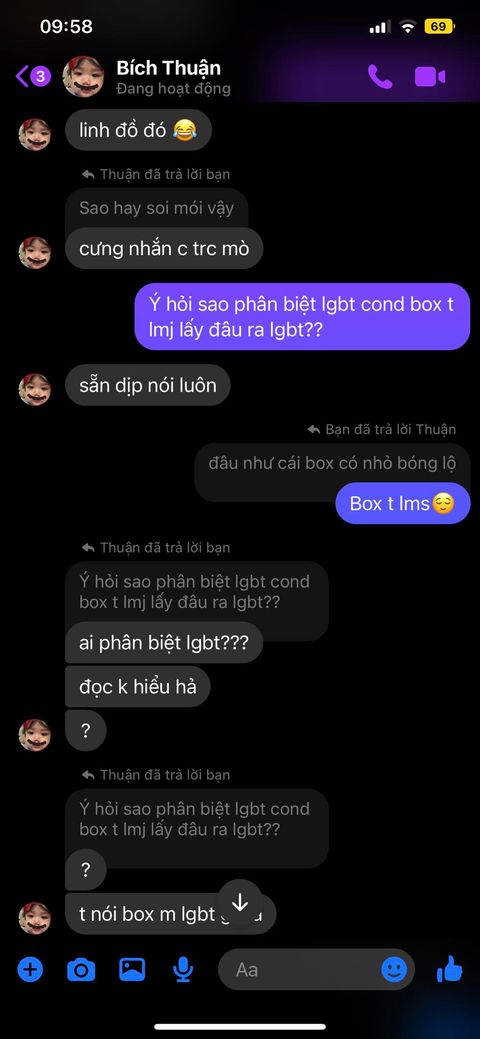 09:58
69
3
Bích Thuận
Đang hoạt động
linh đồ đó 😂
Thuận đã trả lời bạn
Sao hay soi mói vậy
cưng nhắn c trc mò
Ý hỏi sao phân biệt lgbt cond box t
lmj lấy đâu ra lgbt??
sẵn dịp nói luôn
Bạn đã trả lời Thuận
đâu như cái box có nhỏ bóng lộ
Box t lms😌
Thuận đã trả lời bạn
Ý hỏi sao phân biệt lgbt cond
box t lmj lấy đâu ra lgbt??
ai phân biệt lgbt???
đọc k hiểu hả
?
Thuận đã trả lời bạn
Ý hỏi sao phân biệt lgbt cond
box t lmj lấy đâu ra lgbt??
?
t nói box m lgbt
Aa